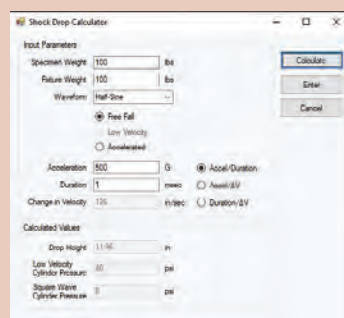 Shock Drop Calculator
Input Parameters
Specimen Weight 100 lbs
Fixture Weight 100 lbs
Waveform Half-Sine
Free Fall
Low Velocity
Accelerated
Acceleration 500 G Accel/Duration
Duration 1 msec Accel/ΔV
Change in Velocity in/sec Duration/ΔV
Calculated Values
Drop Height in
Low Velocity
Cylinder Pressure psi
Square Wave
Cylinder Pressure psi
Calculate
Enter
Cancel